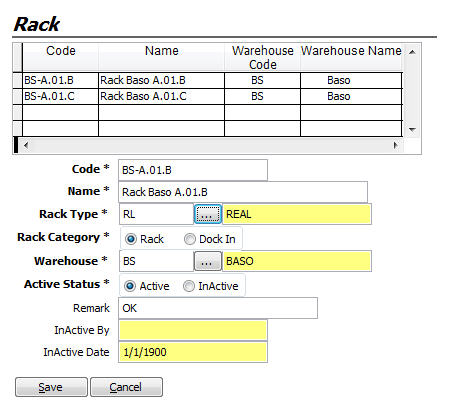 Rack
Code Name Warehouse Code Warehouse Name
BS-A.01.B Rack Baso A.01.B BS Baso
BS-A.01.C Rack Baso A.01.C BS Baso
Code * BS-A.01.B
Name * Rack Baso A.01.B
Rack Type * RL ... REAL
Rack Category * Rack Dock In
Warehouse * BS ... BASO
Active Status * Active InActive
Remark OK
InActive By
InActive Date 1/1/1900
Save Cancel